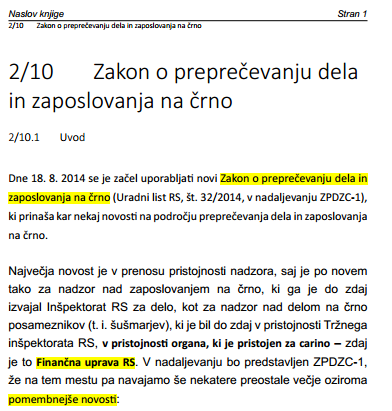 Naslov knjige Stran 1
2/10 Zakon o preprečevanju dela in zaposlovanja na črno
2/10 Zakon o preprečevanju dela
in zaposlovanja na črno
2/10.1 Uvod
Dne 18. 8. 2014 se je začel uporabljati novi Zakon o preprečevanju dela in
zaposlovanja na črno (Uradni list RS, št. 32/2014, v nadaljevanju ZPDZC-1),
ki prinaša kar nekaj novosti na področju preprečevanja dela in zaposlovanja
na črno.
Največja novost je v prenosu pristojnosti nadzora, saj je po novem
tako za nadzor nad zaposlovanjem na črno, ki ga je do zdaj
izvajal Inšpektorat RS za delo, kot za nadzor nad delom na črno
posameznikov (t. i. šušmarjev), ki je bil do zdaj v pristojnosti Tržnega
inšpektorata RS, v pristojnosti organa, ki je pristojen za carino – zdaj
je to Finančna uprava RS. V nadaljevanju bo predstavljen ZPDZC-1,
že na tem mestu pa navajamo še nekatere preostale večje oziroma
pomembnejše novosti: